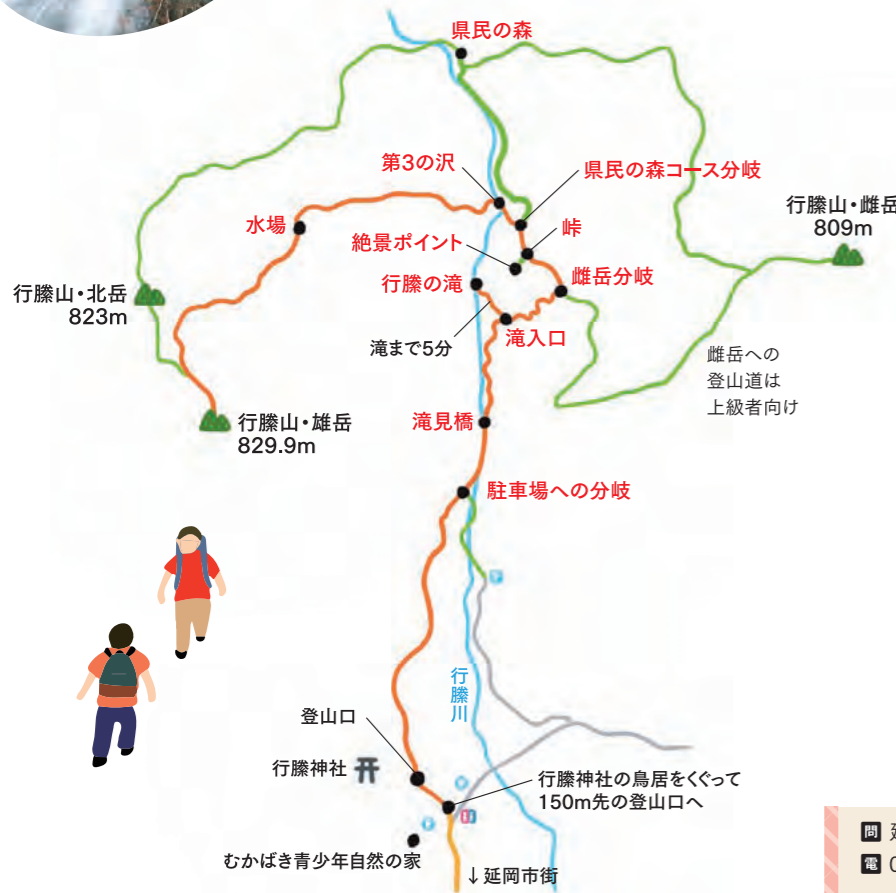 県民の森
第3の沢
県民の森コース分岐
水場
絶景ポイント
峠
行縢山・雌岳
809m
行縢の滝
雌岳分岐
行縢山・北岳
823m
滝まで5分
滝入口
雌岳への
登山道は
上級者向け
行縢山・雄岳
829.9m
滝見橋
駐車場への分岐
P
行縢川
登山口
行縢神社
行縢神社の鳥居をくぐって
150m先の登山口へ
むかばき青少年自然の家
↓延岡市街
問 延
電 0